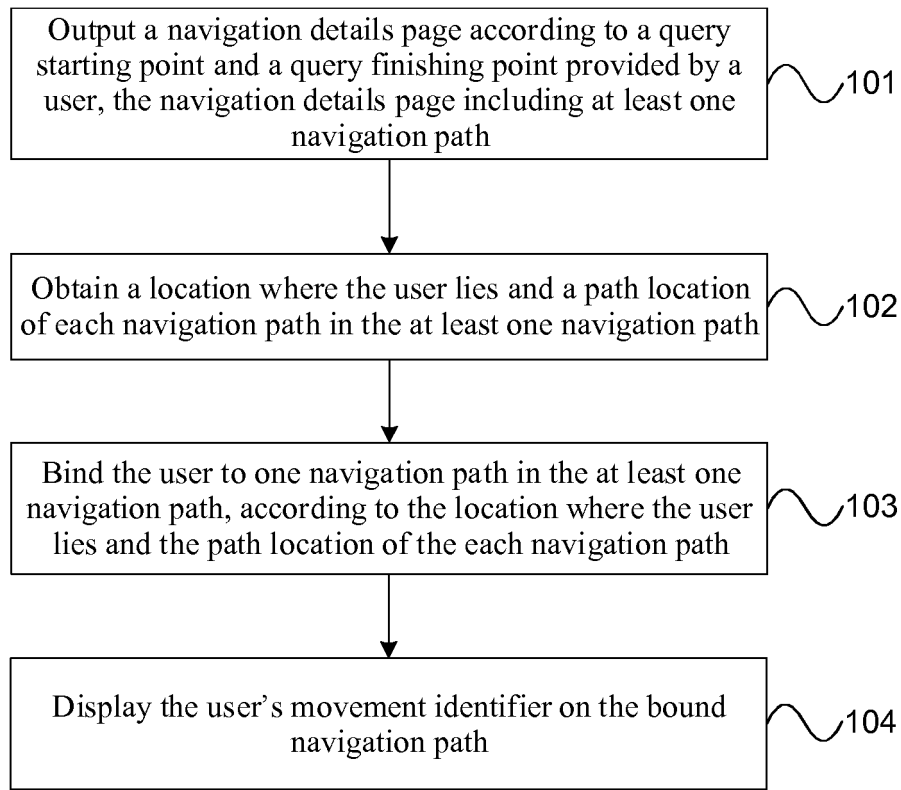 Output a navigation details page according to a query
starting point and a query finishing point provided by a
user, the navigation details page including at least one
navigation path
101
Obtain a location where the user lies and a path location
of each navigation path in the at least one navigation path
102
Bind the user to one navigation path in the at least one
navigation path, according to the location where the user
lies and the path location of the each navigation path
103
Display the user’s movement identifier on the bound
navigation path
104